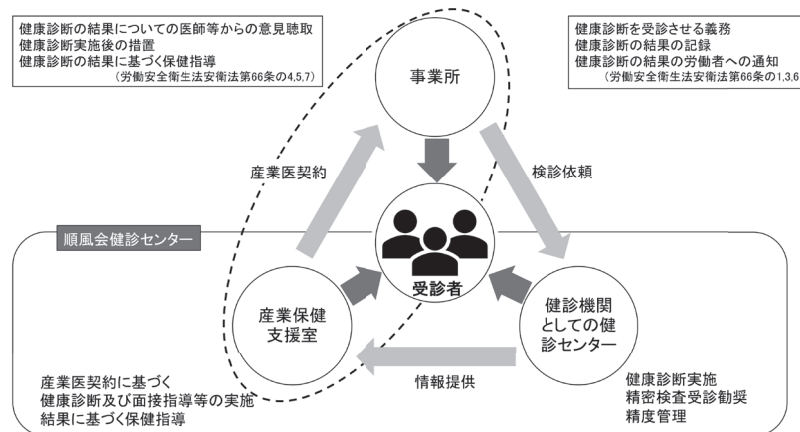 健康診断の結果についての医師等からの意見聴取
健康診断実施後の措置
健康診断の結果に基づく保健指導
（労働安全衛生法安衛法第66条の4,5,7）
健康診断を受診させる義務
健康診断の結果の記録
健康診断の結果の労働者への通知
（労働安全衛生法安衛法第66条の1,3,6
事業所
産業医契約
検診依頼
順風会健診センター
受診者
産業保健
支援室
健診機関
としての健
診センター
情報提供
産業医契約に基づく
健康診断及び面接指導等の実施
結果に基づく保健指導
健康診断実施
精密検査受診勧奨
精度管理